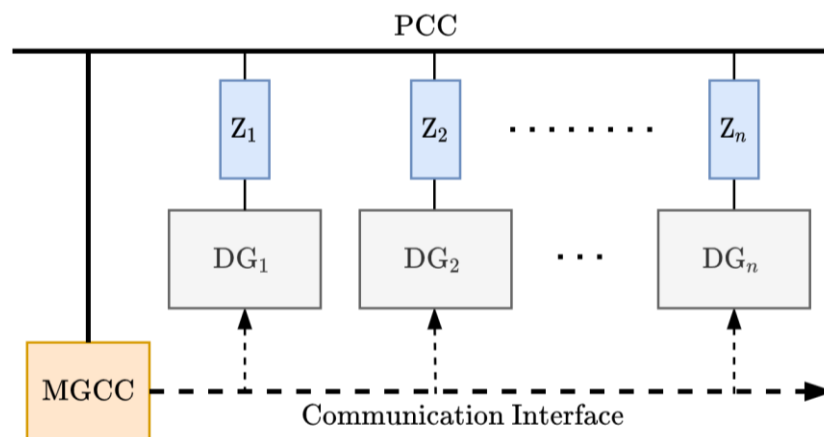 PCC
Z₁ Z₂ Zₙ
DG₁ DG₂ DGₙ
MGCC
Communication Interface